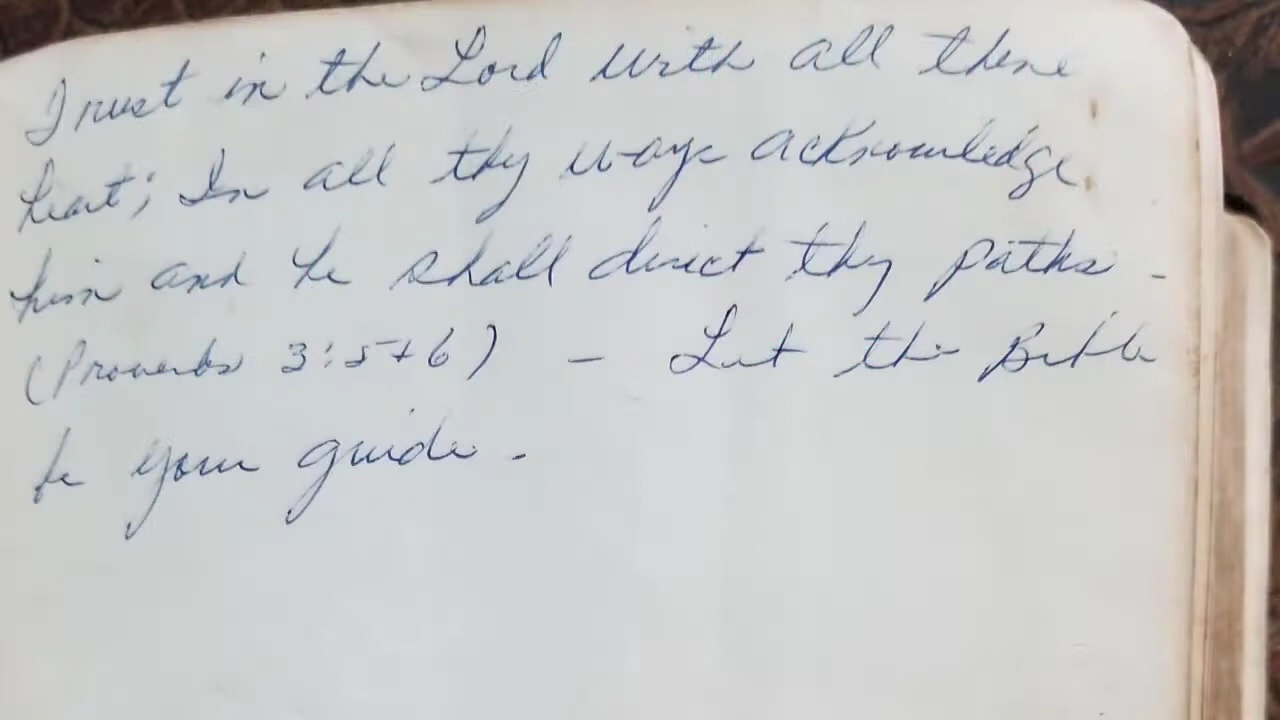 Trust in the Lord with all thine
heart; In all thy ways acknowledge
him and he shall direct thy paths -
(Proverbs 3:5+6) - Let the Bible
be your guide -